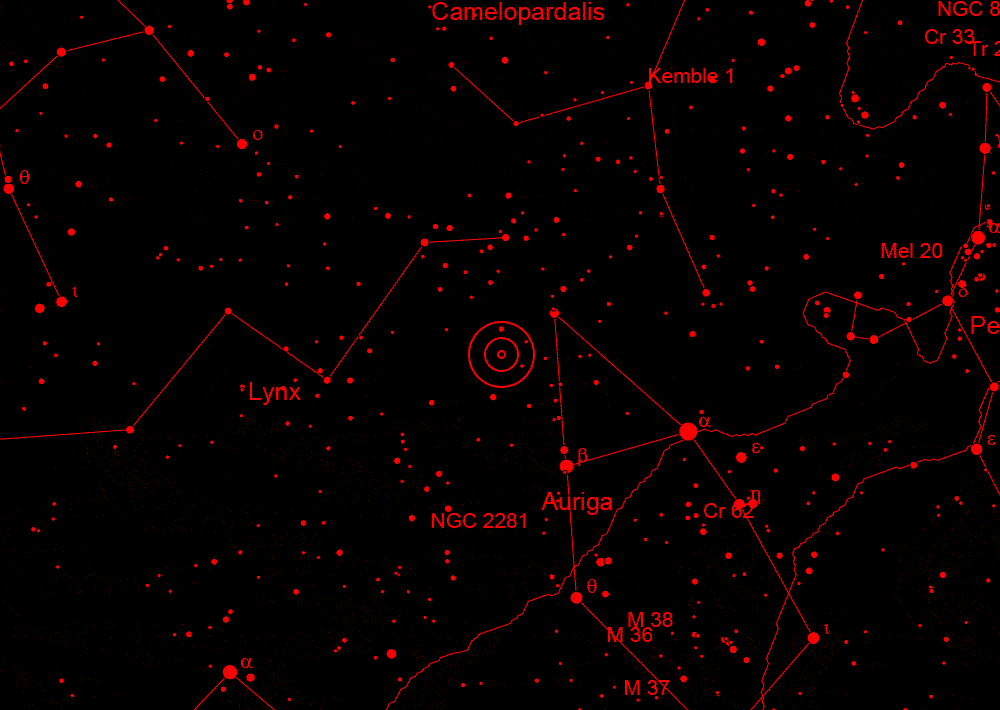 Camelopardalis
NGC 8
Cr 33
Tr 2
Kemble 1
ο
θ
α
Mel 20
δ
ι
Pe
Lynx
α
ε
ε
β
η
Auriga
Cr 62
NGC 2281
θ
M 38
ι
M 36
α
M 37